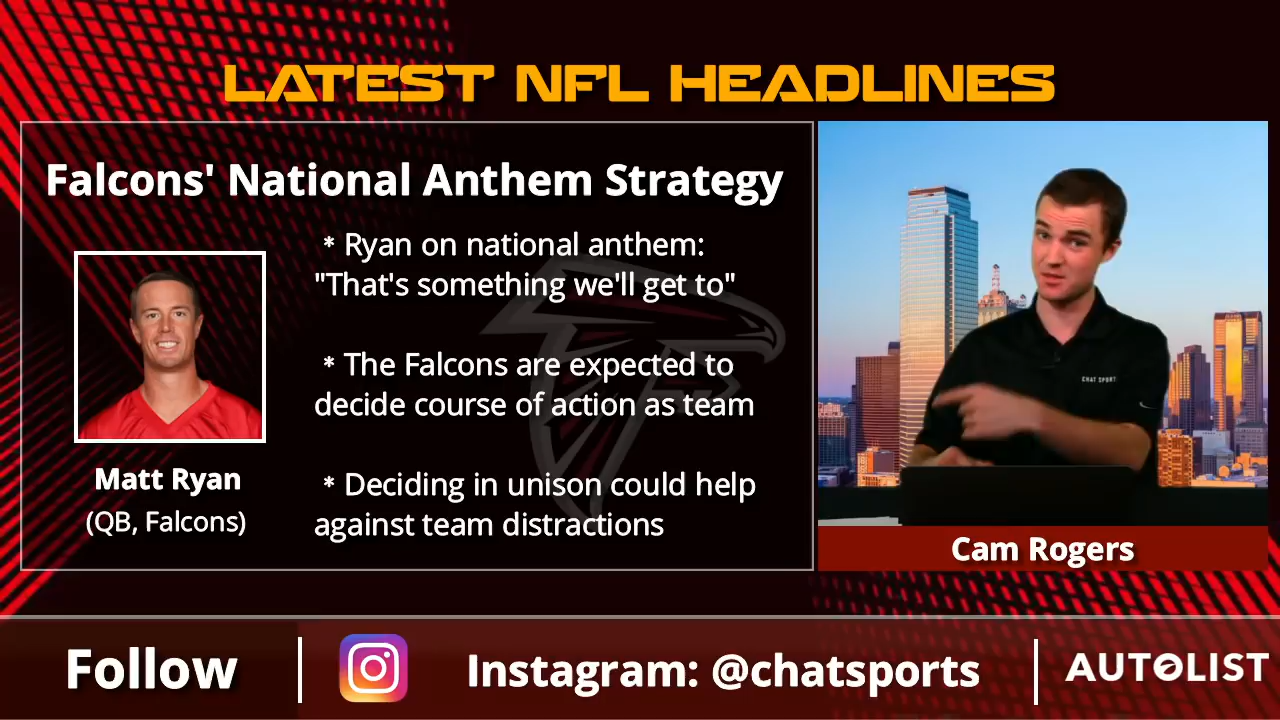 LATEST NFL HEADLINES
Falcons' National Anthem Strategy
* Ryan on national anthem:
"That's something we'll get to"
* The Falcons are expected to
decide course of action as team
* Deciding in unison could help
against team distractions
Matt Ryan
(QB, Falcons)
CHAT SPORTS
Cam Rogers
Follow
Instagram: @chatsports
AUTOLIST